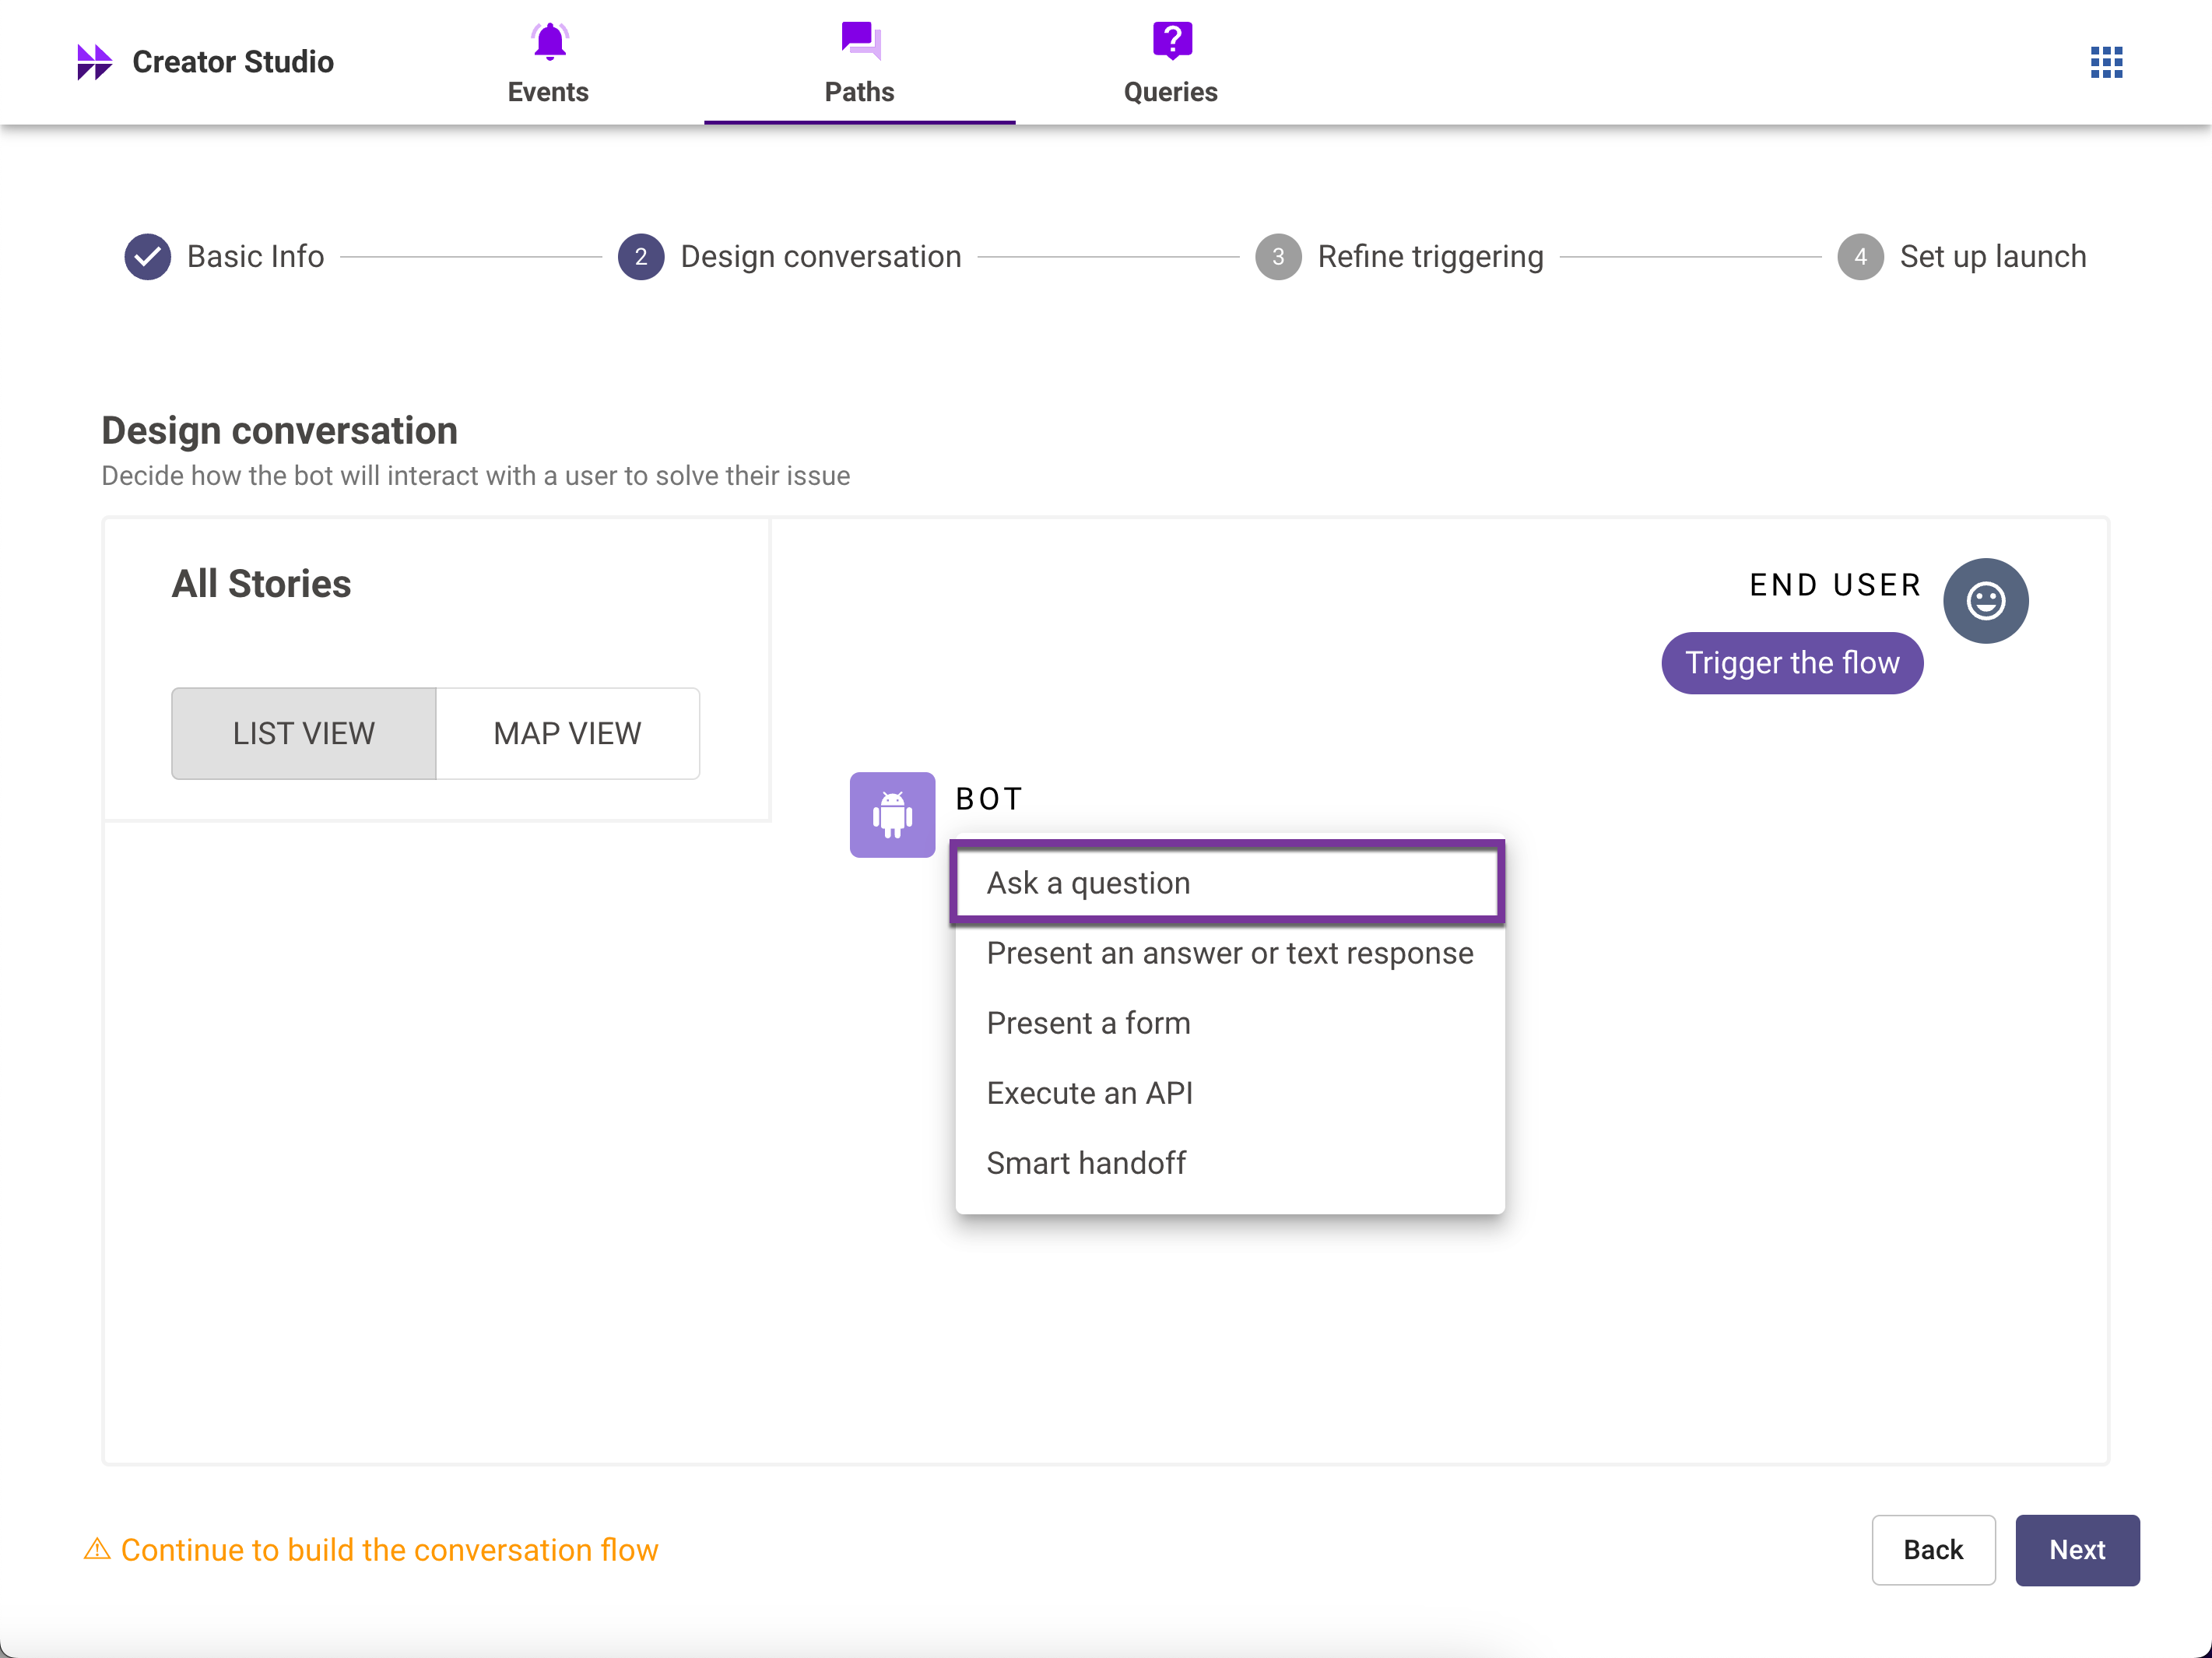 Creator Studio
Events
Paths
Queries
Basic Info
2 Design conversation
3 Refine triggering
4 Set up launch
Design conversation
Decide how the bot will interact with a user to solve their issue
All Stories
LIST VIEW
MAP VIEW
END USER
Trigger the flow
BOT
Ask a question
Present an answer or text response
Present a form
Execute an API
Smart handoff
Continue to build the conversation flow
Back
Next